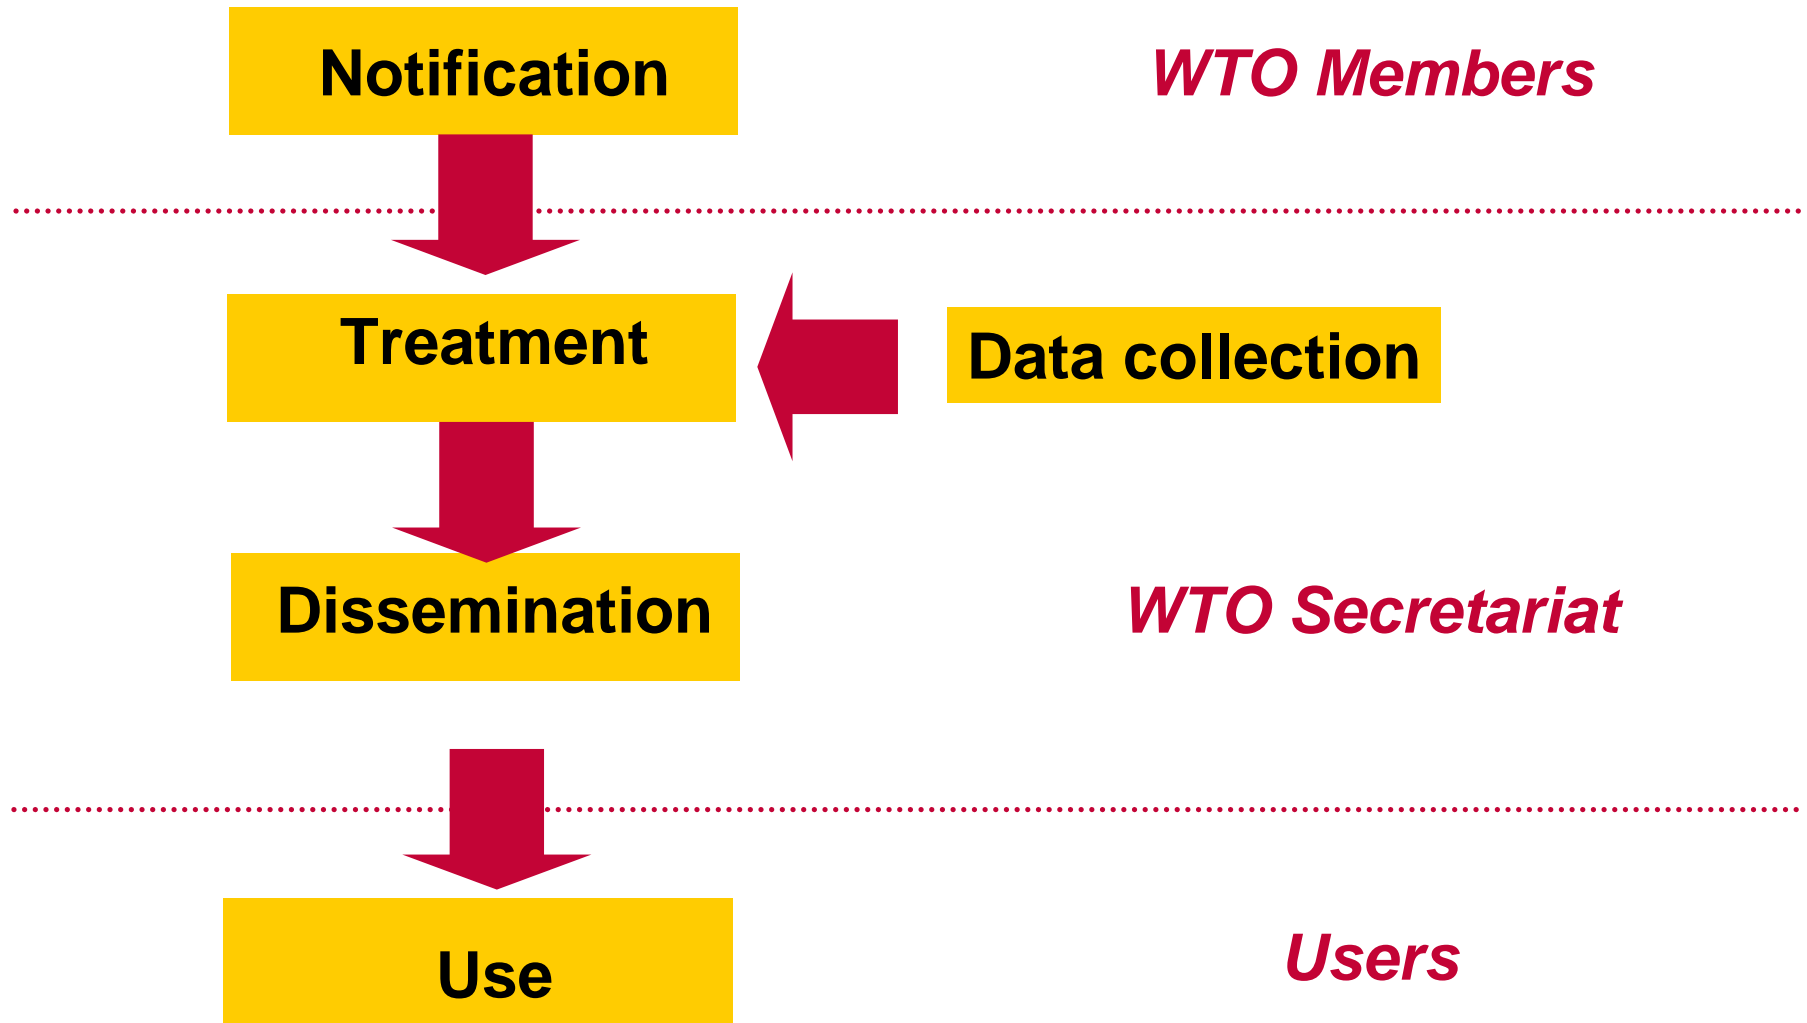 Notification
WTO Members
Treatment
Data collection
Dissemination
WTO Secretariat
Use
Users